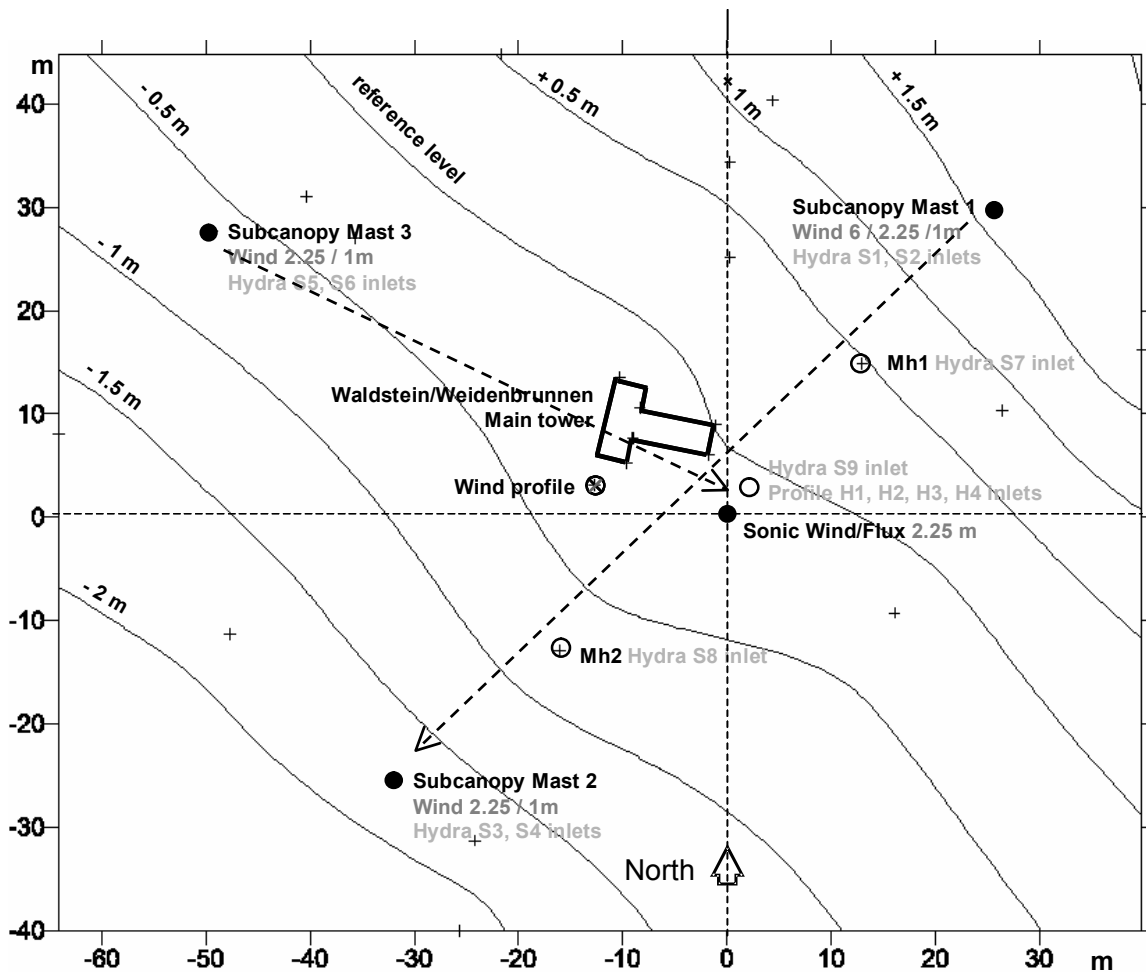 m
40
30
20
10
0
-10
-20
-30
-40
- 0.5 m
reference level
+ 0.5 m
+ 1 m
+ 1.5 m
- 1 m
- 1.5 m
- 2 m
Subcanopy Mast 1
Wind 6 / 2.25 /1m
Hydra S1, S2 inlets
Subcanopy Mast 3
Wind 2.25 / 1m
Hydra S5, S6 inlets
Mh1 Hydra S7 inlet
Waldstein/Weidenbrunnen
Main tower
Wind profile
Hydra S9 inlet
Profile H1, H2, H3, H4 inlets
Sonic Wind/Flux 2.25 m
Mh2 Hydra S8 inlet
Subcanopy Mast 2
Wind 2.25 / 1m
Hydra S3, S4 inlets
North
-60 -50 -40 -30 -20 -10 0 10 20 30 m